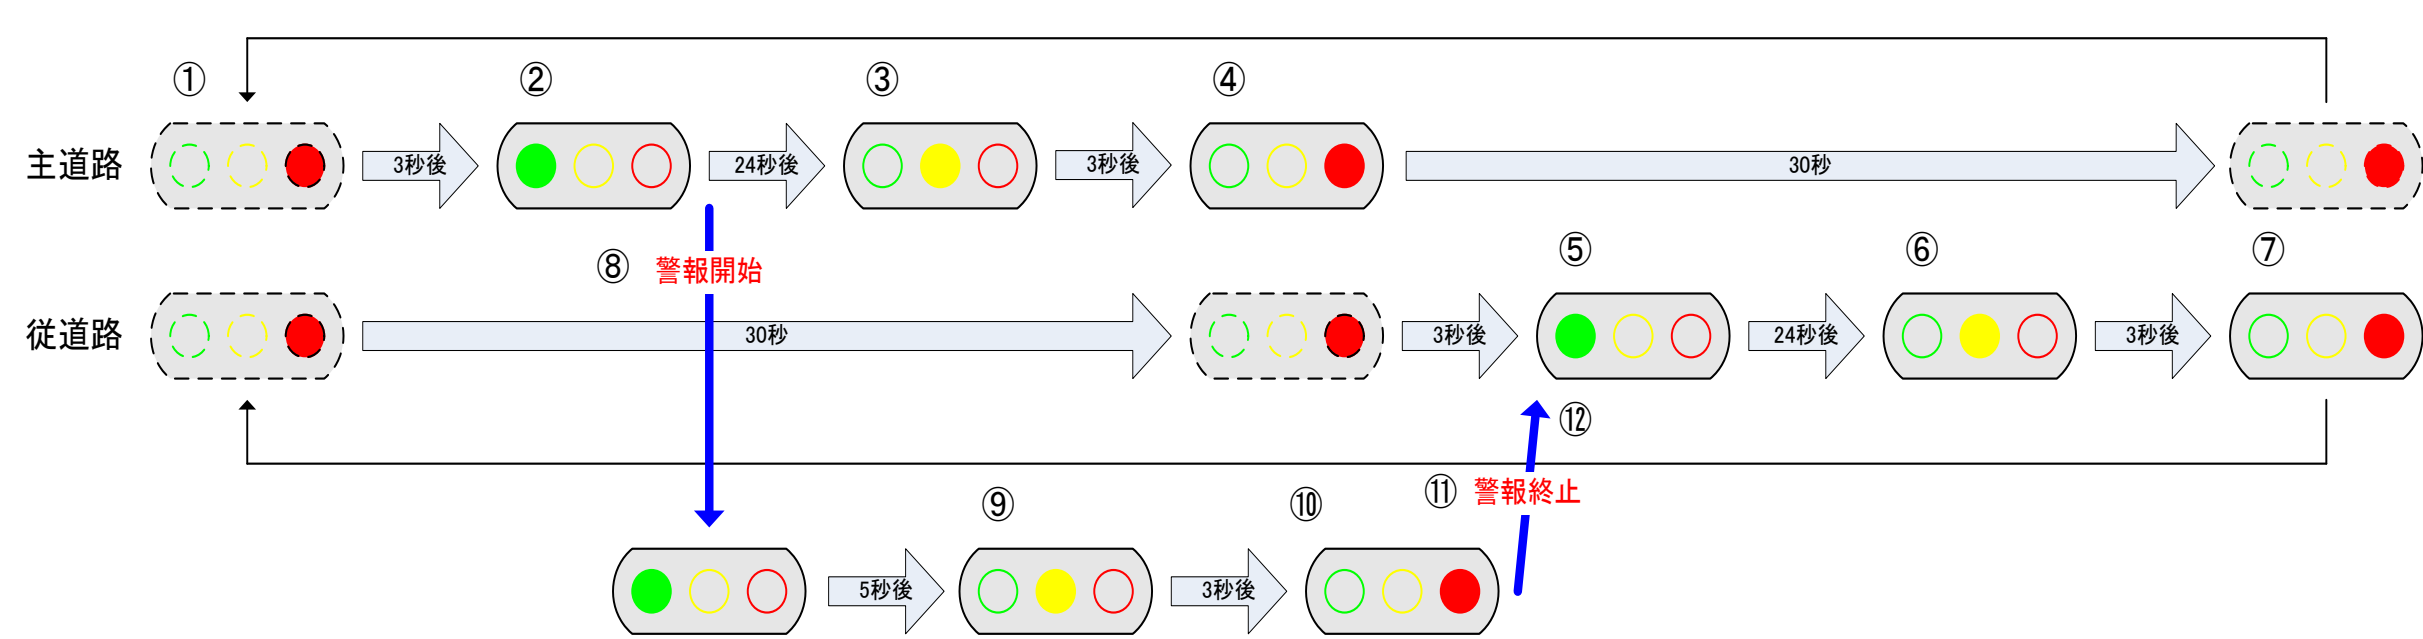 ① ② ③ ④
主道路 3秒後 24秒後 3秒後 30秒
⑧ 警報開始 ⑤ ⑥ ⑦
従道路 30秒 3秒後 24秒後 3秒後
⑫
⑨ ⑩ ⑪ 警報終止
5秒後 3秒後